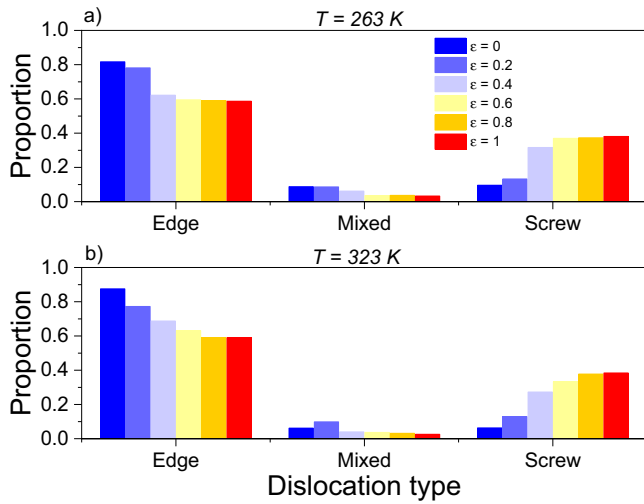 a)
T = 263 K
1.0
0.8
0.6
0.4
0.2
0.0
Proportion
ε = 0
ε = 0.2
ε = 0.4
ε = 0.6
ε = 0.8
ε = 1
Edge Mixed Screw
b)
T = 323 K
1.0
0.8
0.6
0.4
0.2
0.0
Proportion
Edge Mixed Screw
Dislocation type